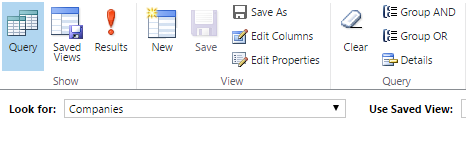 Query
Saved Views
Results
Show
New
Save
Save As
Edit Columns
Edit Properties
View
Clear
Group AND
Group OR
Details
Query
Look for: Companies
Use Saved View: